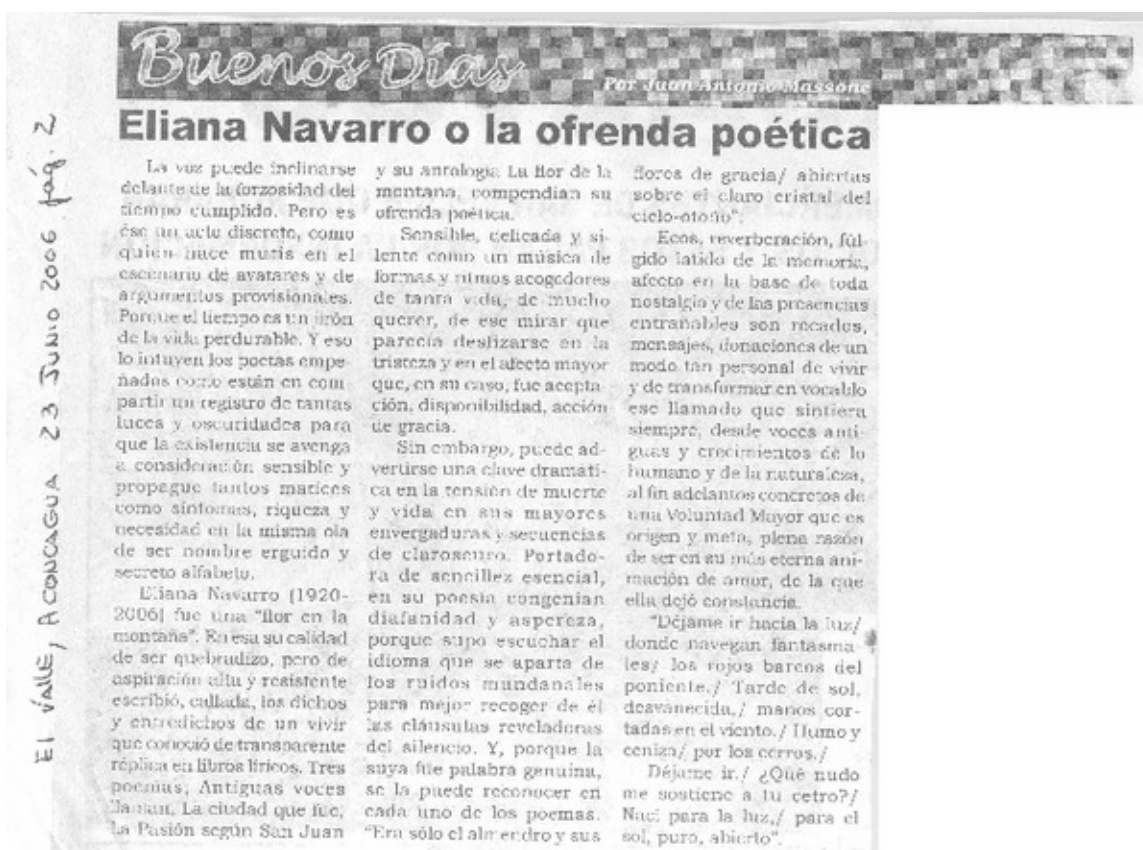 Buenos Días
Por Juan Antonio Massone
Eliana Navarro o la ofrenda poética
La voz puede inclinarse
delante de la forzosidad del
tiempo cumplido. Pero es
ése un acto discreto, como
quien hace mutis en el
escenario de avatares y de
argumentos provisionales.
Porque el tiempo es un jirón
de la vida perdurable. Y eso
lo intuyen los poetas empe-
ñados como están en com-
partir un registro de tantas
luces y oscuridades para
que la existencia se avenga
a consideración sensible y
propague tantos matices
como síntomas, riqueza y
necesidad en la misma ola
de ser nombre erguido y
secreto alfabeto.
Eliana Navarro (1920-
2006) fue una "flor en la
montaña". En esa su calidad
de ser quebradizo, pero de
aspiración alta y resistente
escribió, callada, los dichos
y entredichos de un vivir
que conoció de transparente
réplica en libros líricos. Tres
poemas, Antiguas voces
llaman, La ciudad que fue,
La Pasión según San Juan
y su antología La flor de la
montana, compendian su
ofrenda poética.
Sensible, delicada y si-
lente como un música de
formas y ritmos acogedores
de tanta vida, de mucho
querer, de ese mirar que
parecía deslizarse en la
tristeza y en el afecto mayor
que, en su caso, fue acepta-
ción, disponibilidad, acción
de gracia.
Sin embargo, puede ad-
vertirse una clave dramáti-
ca en la tensión de muerte
y vida en sus mayores
envergaduras y secuencias
de claroscuro. Portado-
ra de sencillez esencial,
en su poesía congenian
diafanidad y aspereza,
porque supo escuchar el
idioma que se aparta de
los ruidos mundanales
para mejor recoger de él
las cláusulas reveladoras
del silencio. Y, porque la
suya fue palabra genuina,
se la puede reconocer en
cada uno de los poemas.
"Era sólo el almendro y sus
flores de gracia/ abiertas
sobre el claro cristal del
cielo-otoño".
Ecos, reverberación, fúl-
gido latido de la memoria,
afecto en la base de toda
nostalgia y de las presencias
entrañables son recados,
mensajes, donaciones de un
modo tan personal de vivir
y de transformar en vocablo
ese llamado que sintiera
siempre, desde voces anti-
guas y crecimientos de lo
humano y de la naturaleza,
al fin adelantos concretos de
una Voluntad Mayor que es
origen y meta, plena razón
de ser en su más eterna ani-
mación de amor, de la que
ella dejó constancia.
"Déjame ir hacia la luz/
donde navegan fantasma-
les/ los rojos barcos del
poniente./ Tarde de sol,
desvanecida,/ manos cor-
tadas en el viento./ Humo y
ceniza/ por los cerros./
Déjame ir./ ¿Qué nudo
me sostiene a tu cetro?/
Nací para la luz,/ para el
sol, puro, abierto".
El Valle, Aconcagua 23 Junio 2006 pág. 2